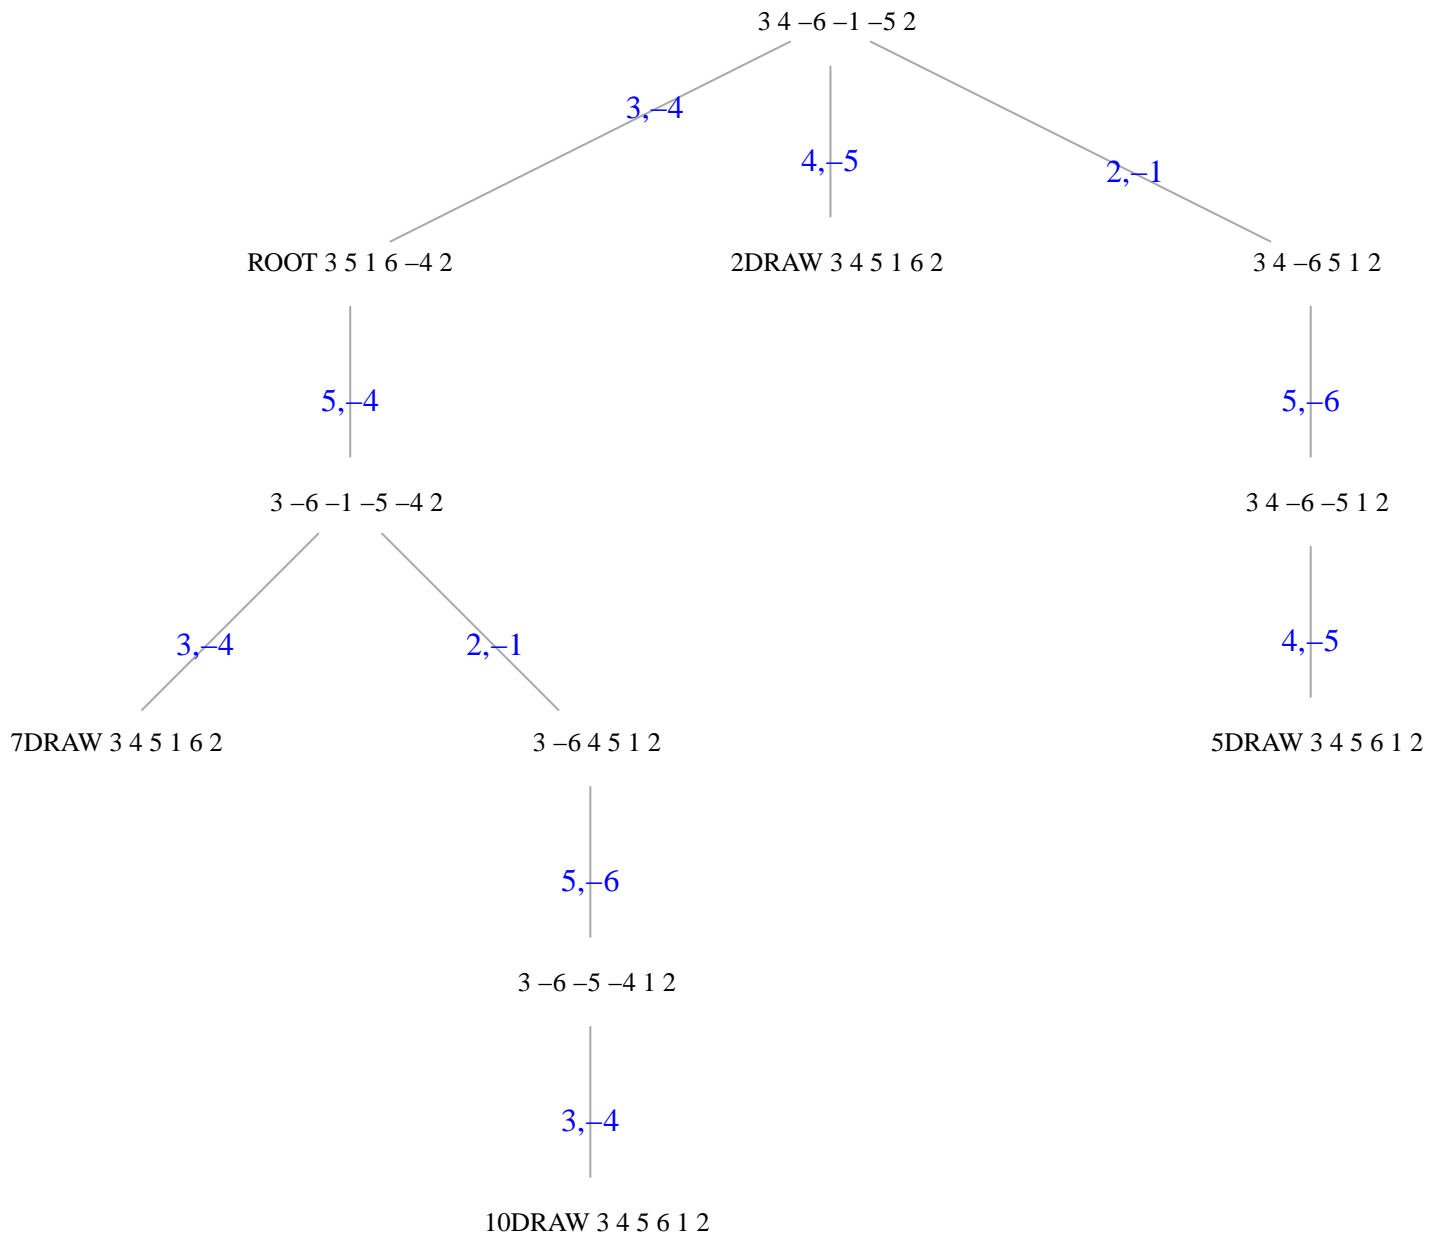 3 4 –6 –1 –5 2
3,–4
4,–5
2,–1
ROOT 3 5 1 6 –4 2
2DRAW 3 4 5 1 6 2
3 4 –6 5 1 2
5,–4
5,–6
3 –6 –1 –5 –4 2
3 4 –6 –5 1 2
3,–4
2,–1
4,–5
7DRAW 3 4 5 1 6 2
3 –6 4 5 1 2
5DRAW 3 4 5 6 1 2
5,–6
3 –6 –5 –4 1 2
3,–4
10DRAW 3 4 5 6 1 2